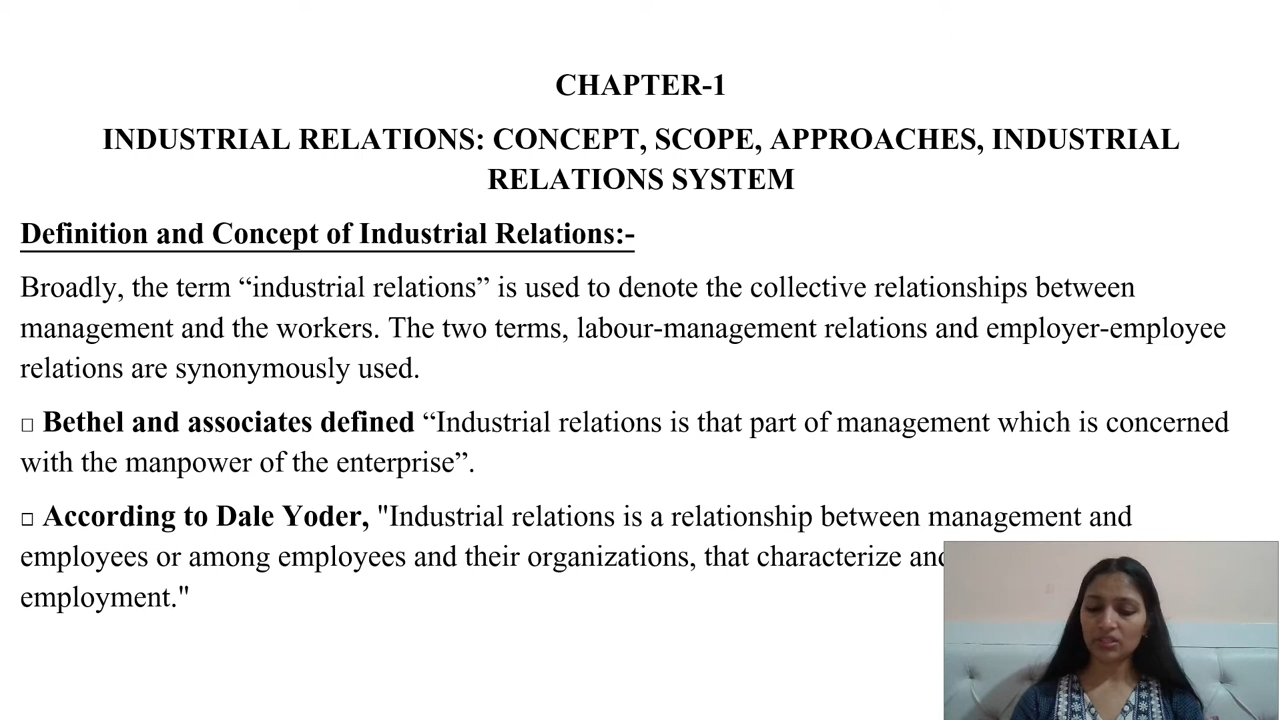 CHAPTER-1
INDUSTRIAL RELATIONS: CONCEPT, SCOPE, APPROACHES, INDUSTRIAL
RELATIONS SYSTEM
Definition and Concept of Industrial Relations:-
Broadly, the term “industrial relations” is used to denote the collective relationships between
management and the workers. The two terms, labour-management relations and employer-employee
relations are synonymously used.
□ Bethel and associates defined “Industrial relations is that part of management which is concerned
with the manpower of the enterprise”.
□ According to Dale Yoder, "Industrial relations is a relationship between management and
employees or among employees and their organizations, that characterize
employment."